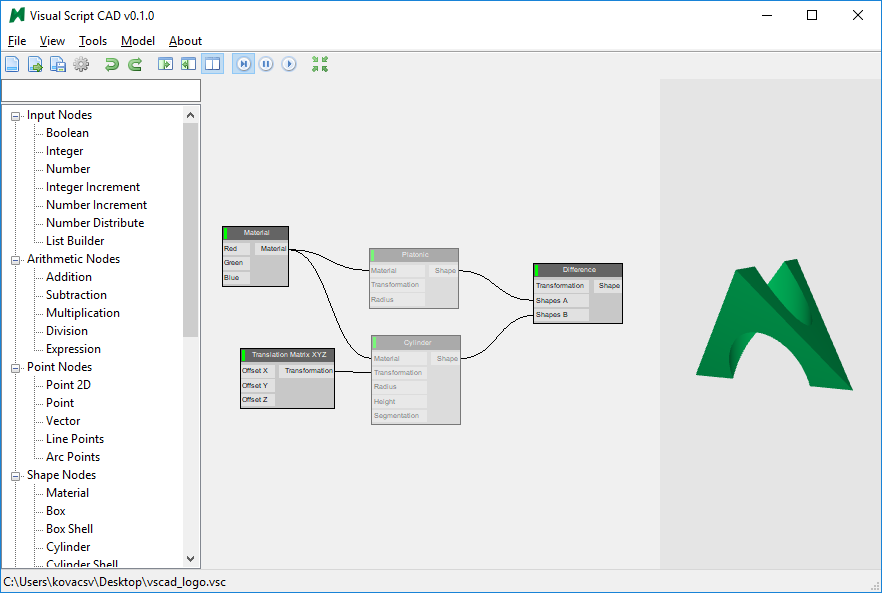 Visual Script CAD v0.1.0
File View Tools Model About
Input Nodes
Boolean
Integer
Number
Integer Increment
Number Increment
Number Distribute
List Builder
Arithmetic Nodes
Addition
Subtraction
Multiplication
Division
Expression
Point Nodes
Point 2D
Point
Vector
Line Points
Arc Points
Shape Nodes
Material
Box
Box Shell
Cylinder
Cylinder Shell
Material
Red Material
Green
Blue
Translation Matrix XYZ
Offset X Transformation
Offset Y
Offset Z
Platonic
Material Shape
Transformation
Radius
Cylinder
Material Shape
Transformation
Radius
Height
Segmentation
Difference
Transformation Shape
Shapes A
Shapes B
C:\Users\kovacsv\Desktop\vscad_logo.vsc